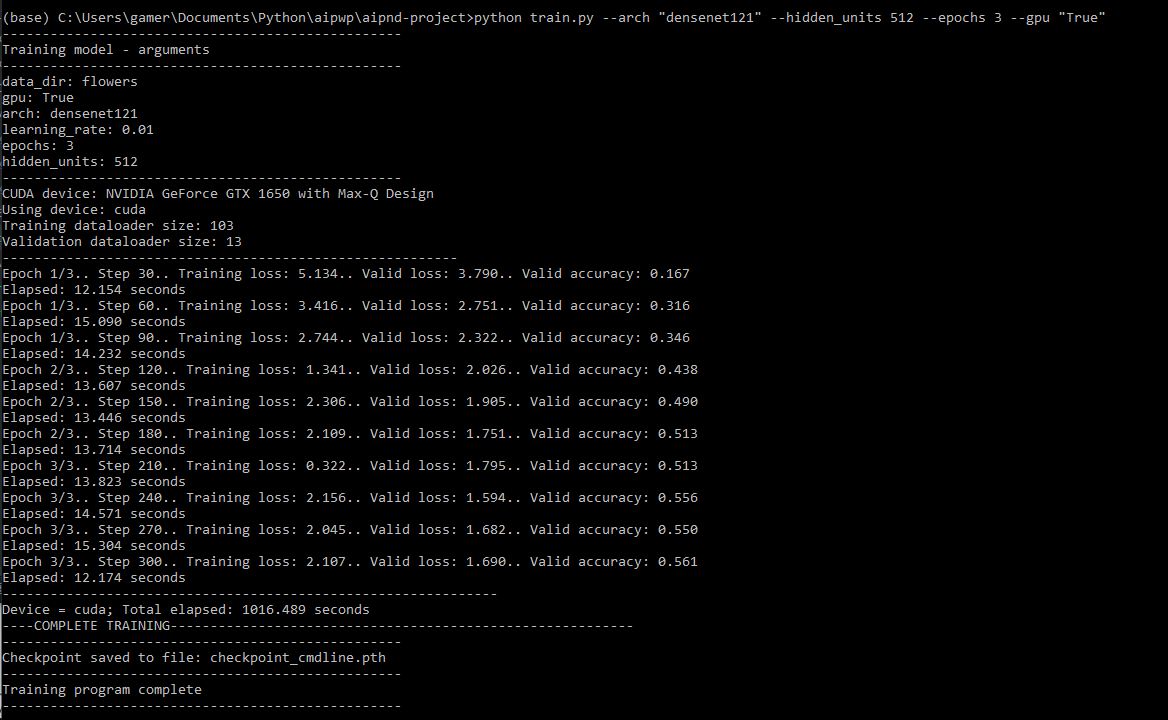 (base) C:\Users\gamer\Documents\Python\aipwp\aipnd-project>python train.py --arch "densenet121" --hidden_units 512 --epochs 3 --gpu "True"
--------------------------------------------------
Training model - arguments
--------------------------------------------------
data_dir: flowers
gpu: True
arch: densenet121
learning_rate: 0.01
epochs: 3
hidden_units: 512
--------------------------------------------------
CUDA device: NVIDIA GeForce GTX 1650 with Max-Q Design
Using device: cuda
Training dataloader size: 103
Validation dataloader size: 13
---------------------------------------------------------
Epoch 1/3.. Step 30.. Training loss: 5.134.. Valid loss: 3.790.. Valid accuracy: 0.167
Elapsed: 12.154 seconds
Epoch 1/3.. Step 60.. Training loss: 3.416.. Valid loss: 2.751.. Valid accuracy: 0.316
Elapsed: 15.090 seconds
Epoch 1/3.. Step 90.. Training loss: 2.744.. Valid loss: 2.322.. Valid accuracy: 0.346
Elapsed: 14.232 seconds
Epoch 2/3.. Step 120.. Training loss: 1.341.. Valid loss: 2.026.. Valid accuracy: 0.438
Elapsed: 13.607 seconds
Epoch 2/3.. Step 150.. Training loss: 2.306.. Valid loss: 1.905.. Valid accuracy: 0.490
Elapsed: 13.446 seconds
Epoch 2/3.. Step 180.. Training loss: 2.109.. Valid loss: 1.751.. Valid accuracy: 0.513
Elapsed: 13.714 seconds
Epoch 3/3.. Step 210.. Training loss: 0.322.. Valid loss: 1.795.. Valid accuracy: 0.513
Elapsed: 13.823 seconds
Epoch 3/3.. Step 240.. Training loss: 2.156.. Valid loss: 1.594.. Valid accuracy: 0.556
Elapsed: 14.571 seconds
Epoch 3/3.. Step 270.. Training loss: 2.045.. Valid loss: 1.682.. Valid accuracy: 0.550
Elapsed: 15.304 seconds
Epoch 3/3.. Step 300.. Training loss: 2.107.. Valid loss: 1.690.. Valid accuracy: 0.561
Elapsed: 12.174 seconds
--------------------------------------------------------------
Device = cuda; Total elapsed: 1016.489 seconds
----COMPLETE TRAINING----------------------------------------------------------
--------------------------------------------------
Checkpoint saved to file: checkpoint_cmdline.pth
--------------------------------------------------
Training program complete
--------------------------------------------------